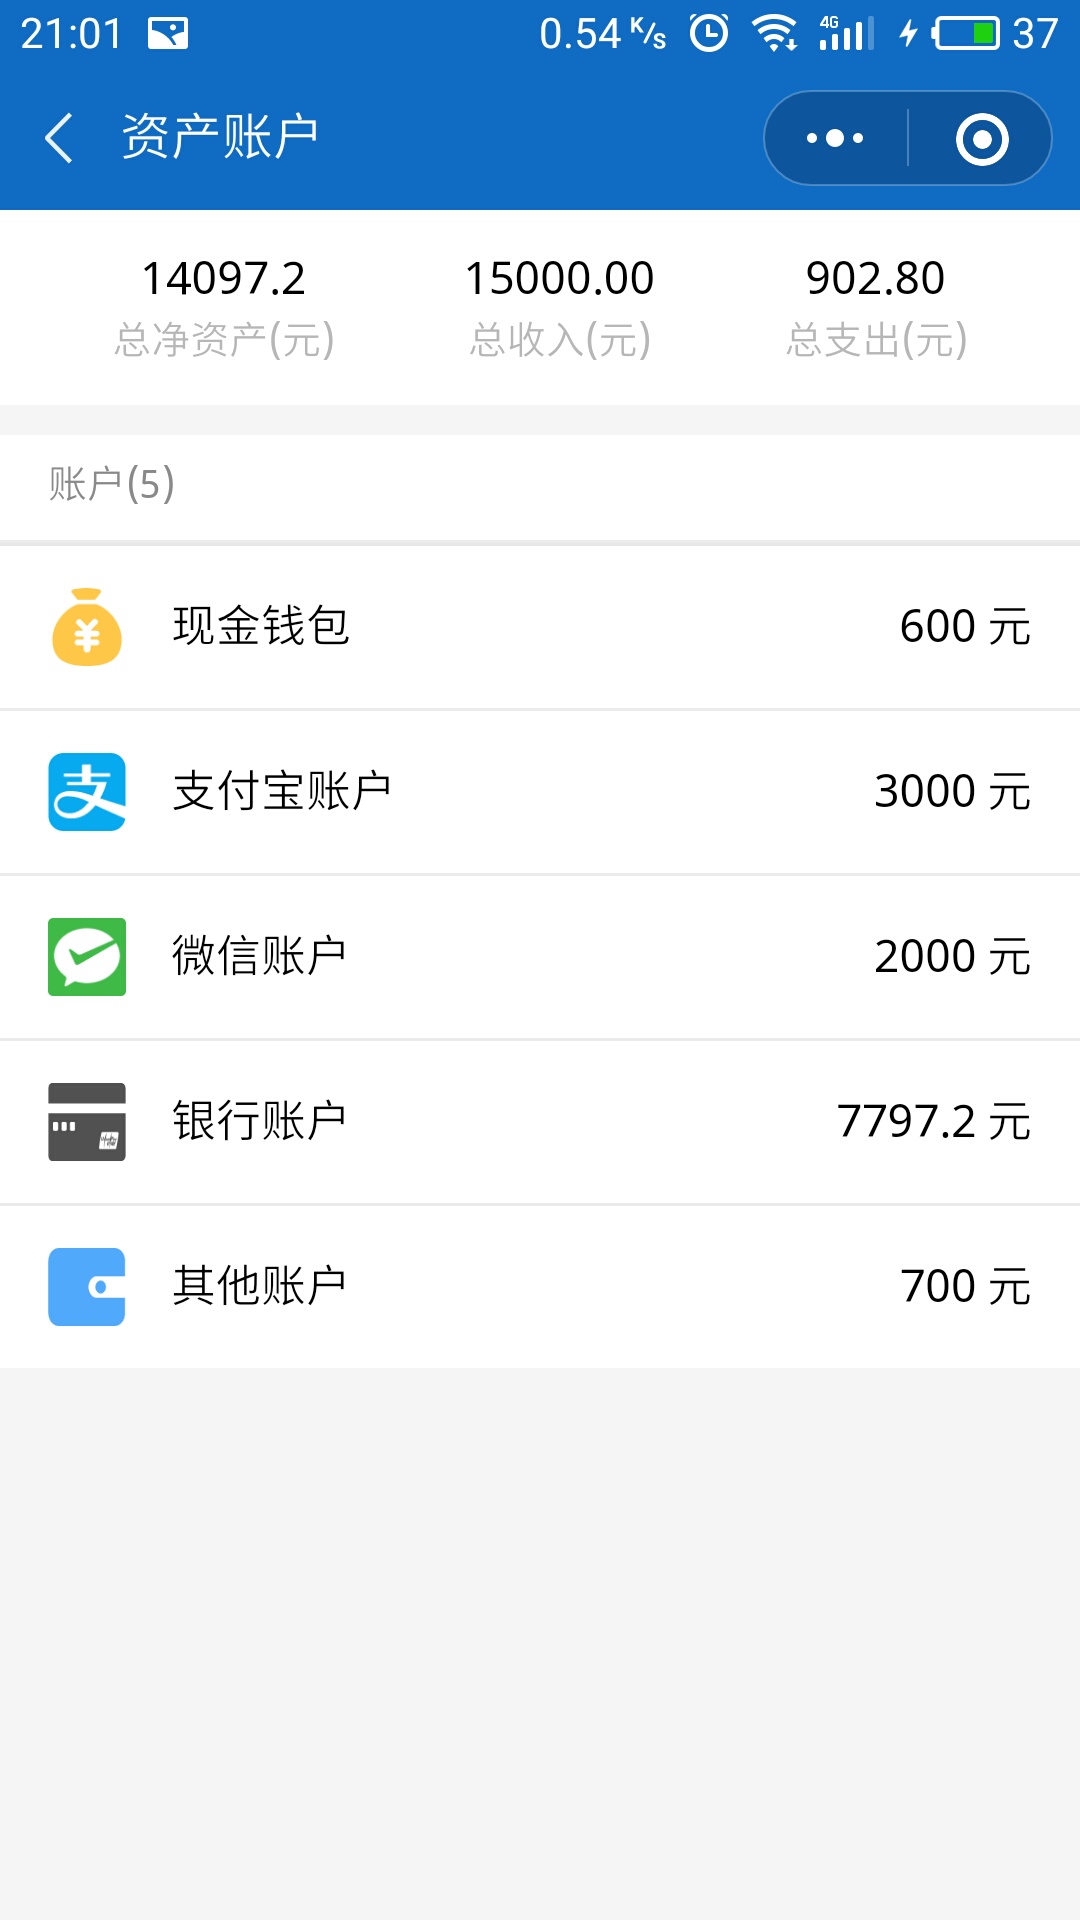 21:01 0.54 K/s 4G 37
资产账户
14097.2 15000.00 902.80
总净资产(元) 总收入(元) 总支出(元)
账户(5)
现金钱包 600 元
支付宝账户 3000 元
微信账户 2000 元
银行账户 7797.2 元
其他账户 700 元